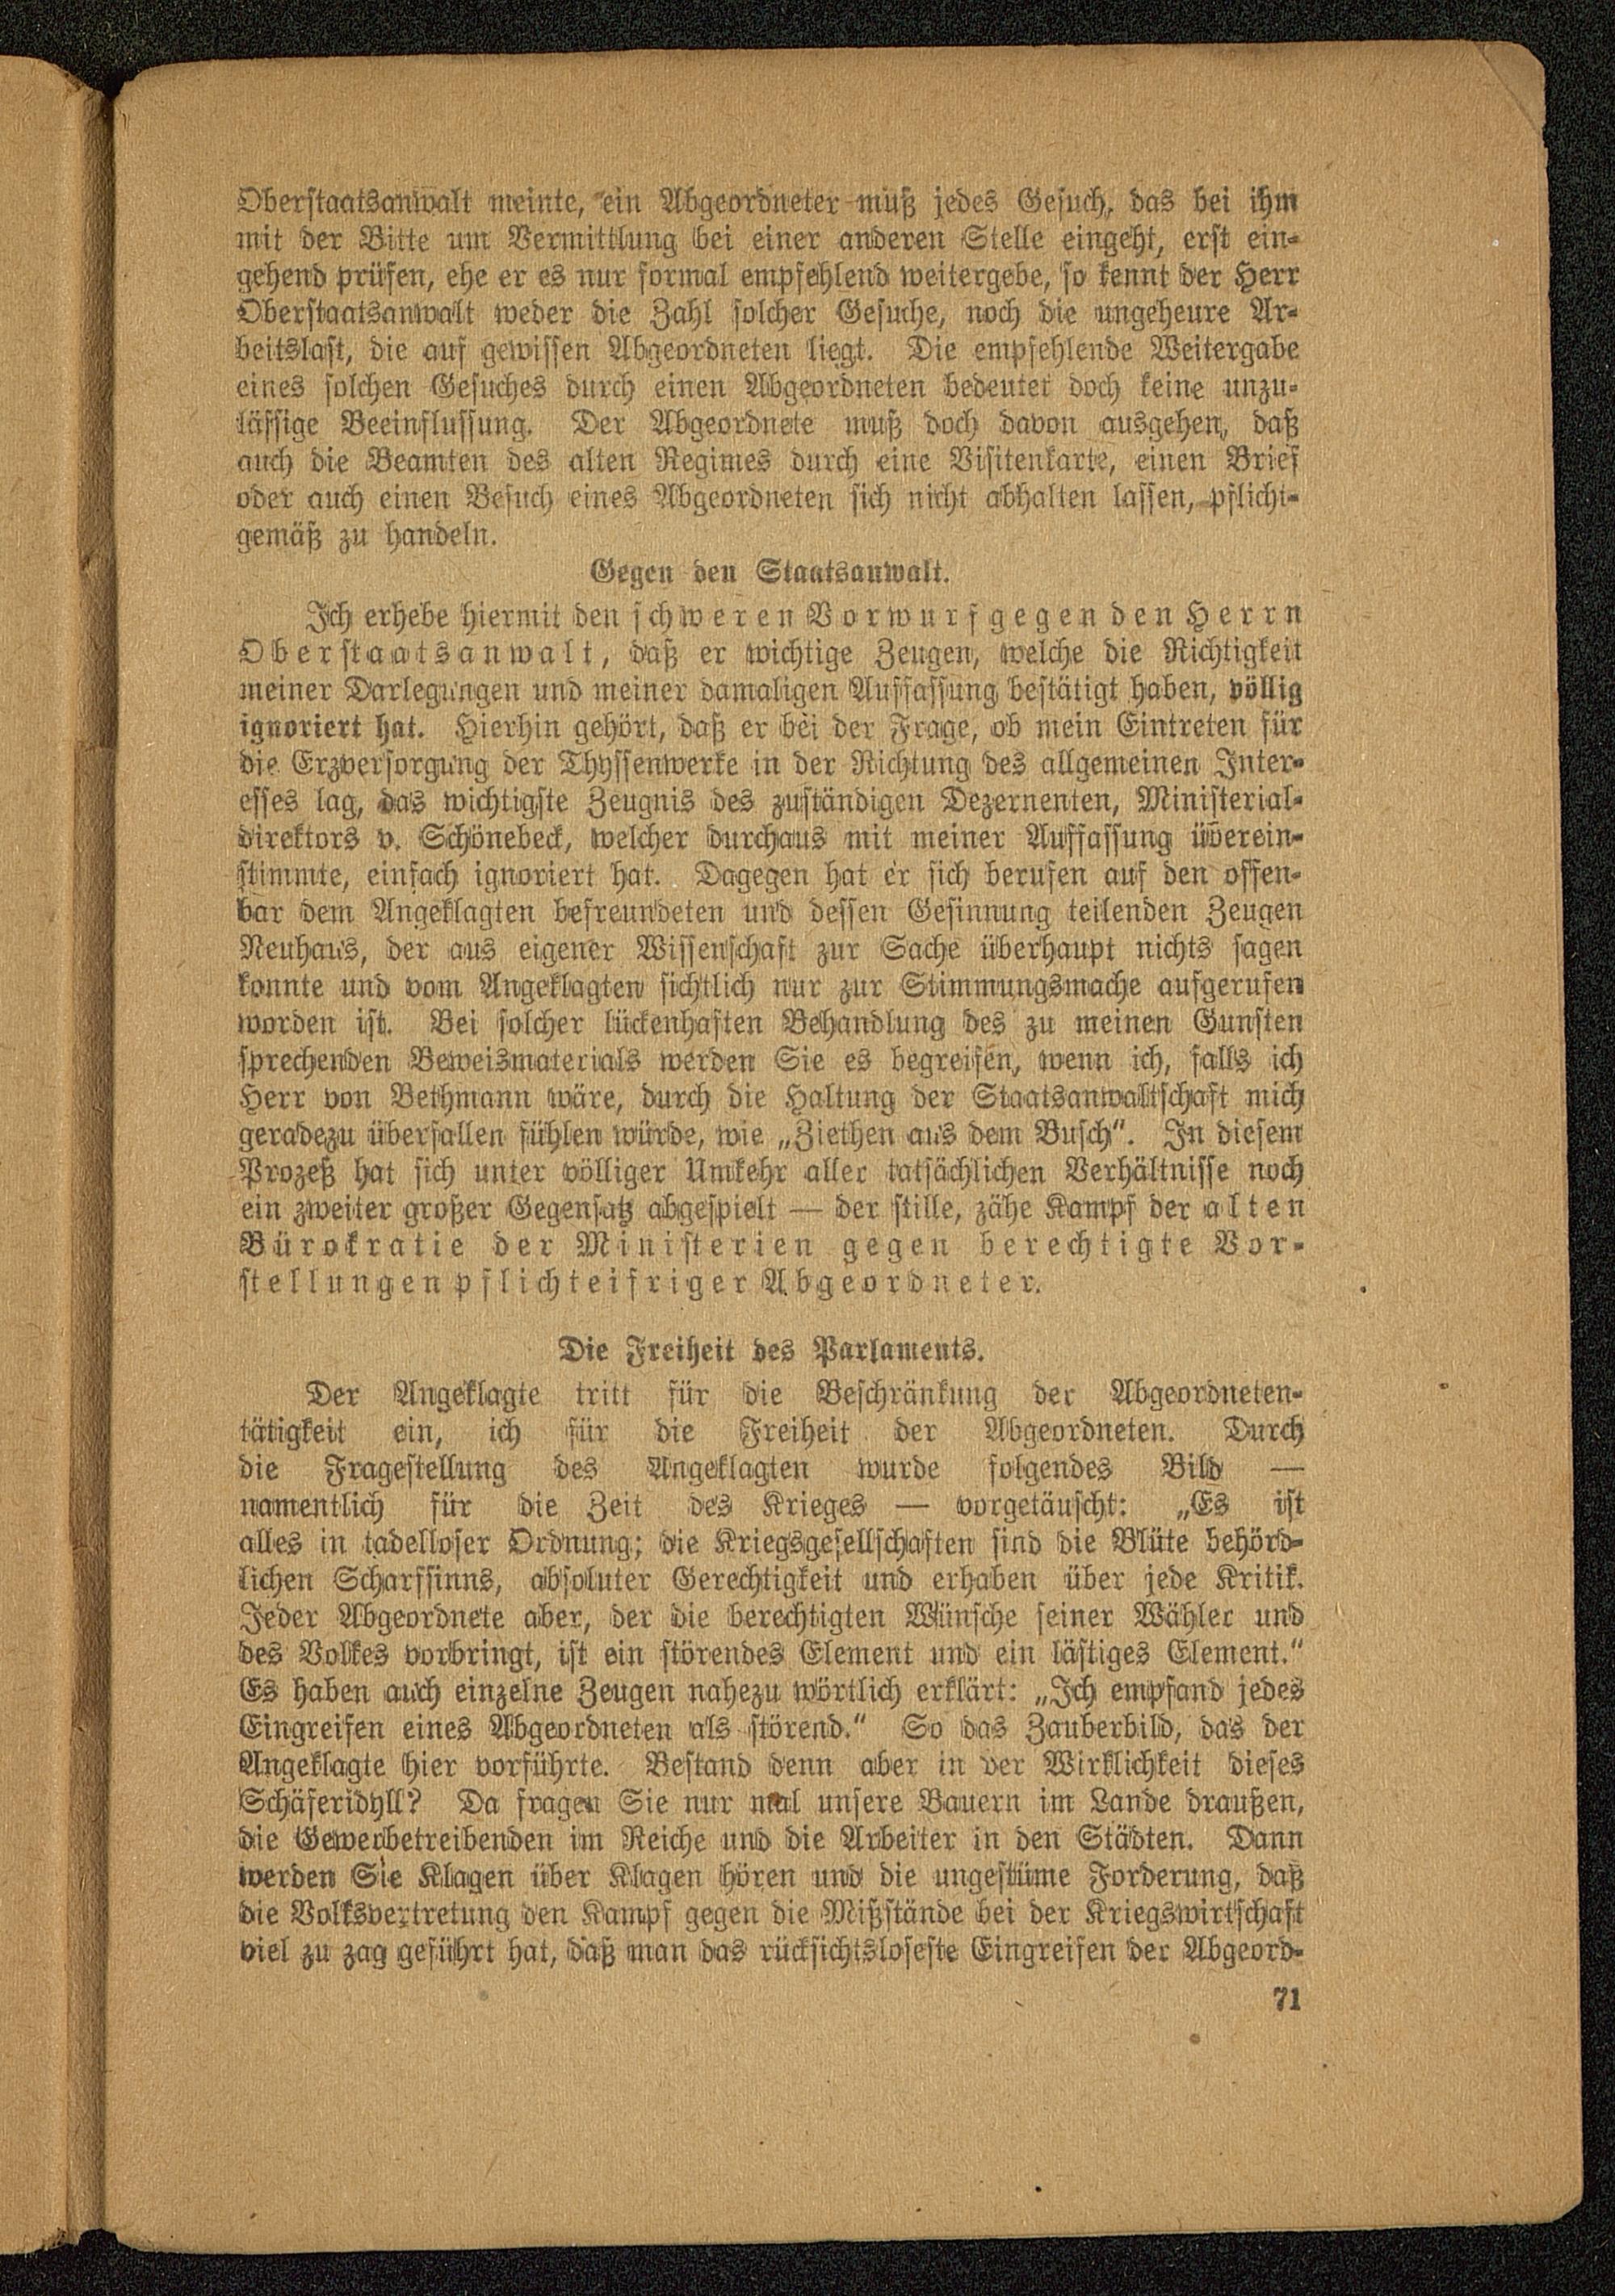 Oberstaatsanwalt meinte, ein Abgeordneter muß jedes Gesuch, das bei ihm
mit der Bitte um Vermittlung bei einer anderen Stelle eingeht, erst ein-
gehend prüfen, ehe er es nur formal empfehlend weitergebe, so kennt der Herr
Oberstaatsanwalt weder die Zahl solcher Gesuche, noch die ungeheure Ar-
beitslast, die auf gewissen Abgeordneten liegt. Die empfehlende Weitergabe
eines solchen Gesuches durch einen Abgeordneten bedeutet doch keine unzu-
lässige Beeinflussung. Der Abgeordnete muß doch davon ausgehen, daß
auch die Beamten des alten Regimes durch eine Visitenkarte, einen Brief
oder auch einen Besuch eines Abgeordneten sich nicht abhalten lassen, pflicht-
gemäß zu handeln.
Gegen den Staatsanwalt.
Ich erhebe hiermit den schweren Vorwurf gegen den Herrn
Oberstaatsanwalt, daß er wichtige Zeugen, welche die Richtigkeit
meiner Darlegungen und meiner damaligen Auffassung bestätigt haben, völlig
ignoriert hat. Hierhin gehört, daß er bei der Frage, ob mein Eintreten für
die Erzversorgung der Thyssenwerke in der Richtung des allgemeinen Inter-
esses lag, das wichtigste Zeugnis des zuständigen Dezernenten, Ministerial-
direktors v. Schönebeck, welcher durchaus mit meiner Auffassung überein-
stimmte, einfach ignoriert hat. Dagegen hat er sich berufen auf den offen-
bar dem Angeklagten befreundeten und dessen Gesinnung teilenden Zeugen
Neuhaus, der aus eigener Wissenschaft zur Sache überhaupt nichts sagen
konnte und vom Angeklagten sichtlich nur zur Stimmungsmache aufgerufen
worden ist. Bei solcher lückenhaften Behandlung des zu meinen Gunsten
sprechenden Beweismaterials werden Sie es begreifen, wenn ich, falls ich
Herr von Bethmann wäre, durch die Haltung der Staatsanwaltschaft mich
geradezu überfallen fühlen würde, wie „Ziethen aus dem Busch“. In diesem
Prozeß hat sich unter völliger Umkehr aller tatsächlichen Verhältnisse noch
ein zweiter großer Gegensatz abgespielt — der stille, zähe Kampf der alten
Bürokratie der Ministerien gegen berechtigte Vor-
stellungen pflichteifriger Abgeordneter.
Die Freiheit des Parlaments.
Der Angeklagte tritt für die Beschränkung der Abgeordneten-
tätigkeit ein, ich für die Freiheit der Abgeordneten. Durch
die Fragestellung des Angeklagten wurde folgendes Bild —
namentlich für die Zeit des Krieges — vorgetäuscht: „Es ist
alles in tadelloser Ordnung; die Kriegsgesellschaften sind die Blüte behörd-
lichen Scharfsinns, absoluter Gerechtigkeit und erhaben über jede Kritik.
Jeder Abgeordnete aber, der die berechtigten Wünsche seiner Wähler und
des Volkes vorbringt, ist ein störendes Element und ein lästiges Element.“
Es haben auch einzelne Zeugen nahezu wörtlich erklärt: „Ich empfand jedes
Eingreifen eines Abgeordneten als störend.“ So das Zauberbild, das der
Angeklagte hier vorführte. Bestand denn aber in der Wirklichkeit dieses
Schäferidyll? Da fragen Sie nur mal unsere Bauern im Lande draußen,
die Gewerbetreibenden im Reiche und die Arbeiter in den Städten. Dann
werden Sie Klagen über Klagen hören und die ungestüme Forderung, daß
die Volksvertretung den Kampf gegen die Mißstände bei der Kriegswirtschaft
viel zu zag geführt hat, daß man das rücksichtsloseste Eingreifen der Abgeord-
71